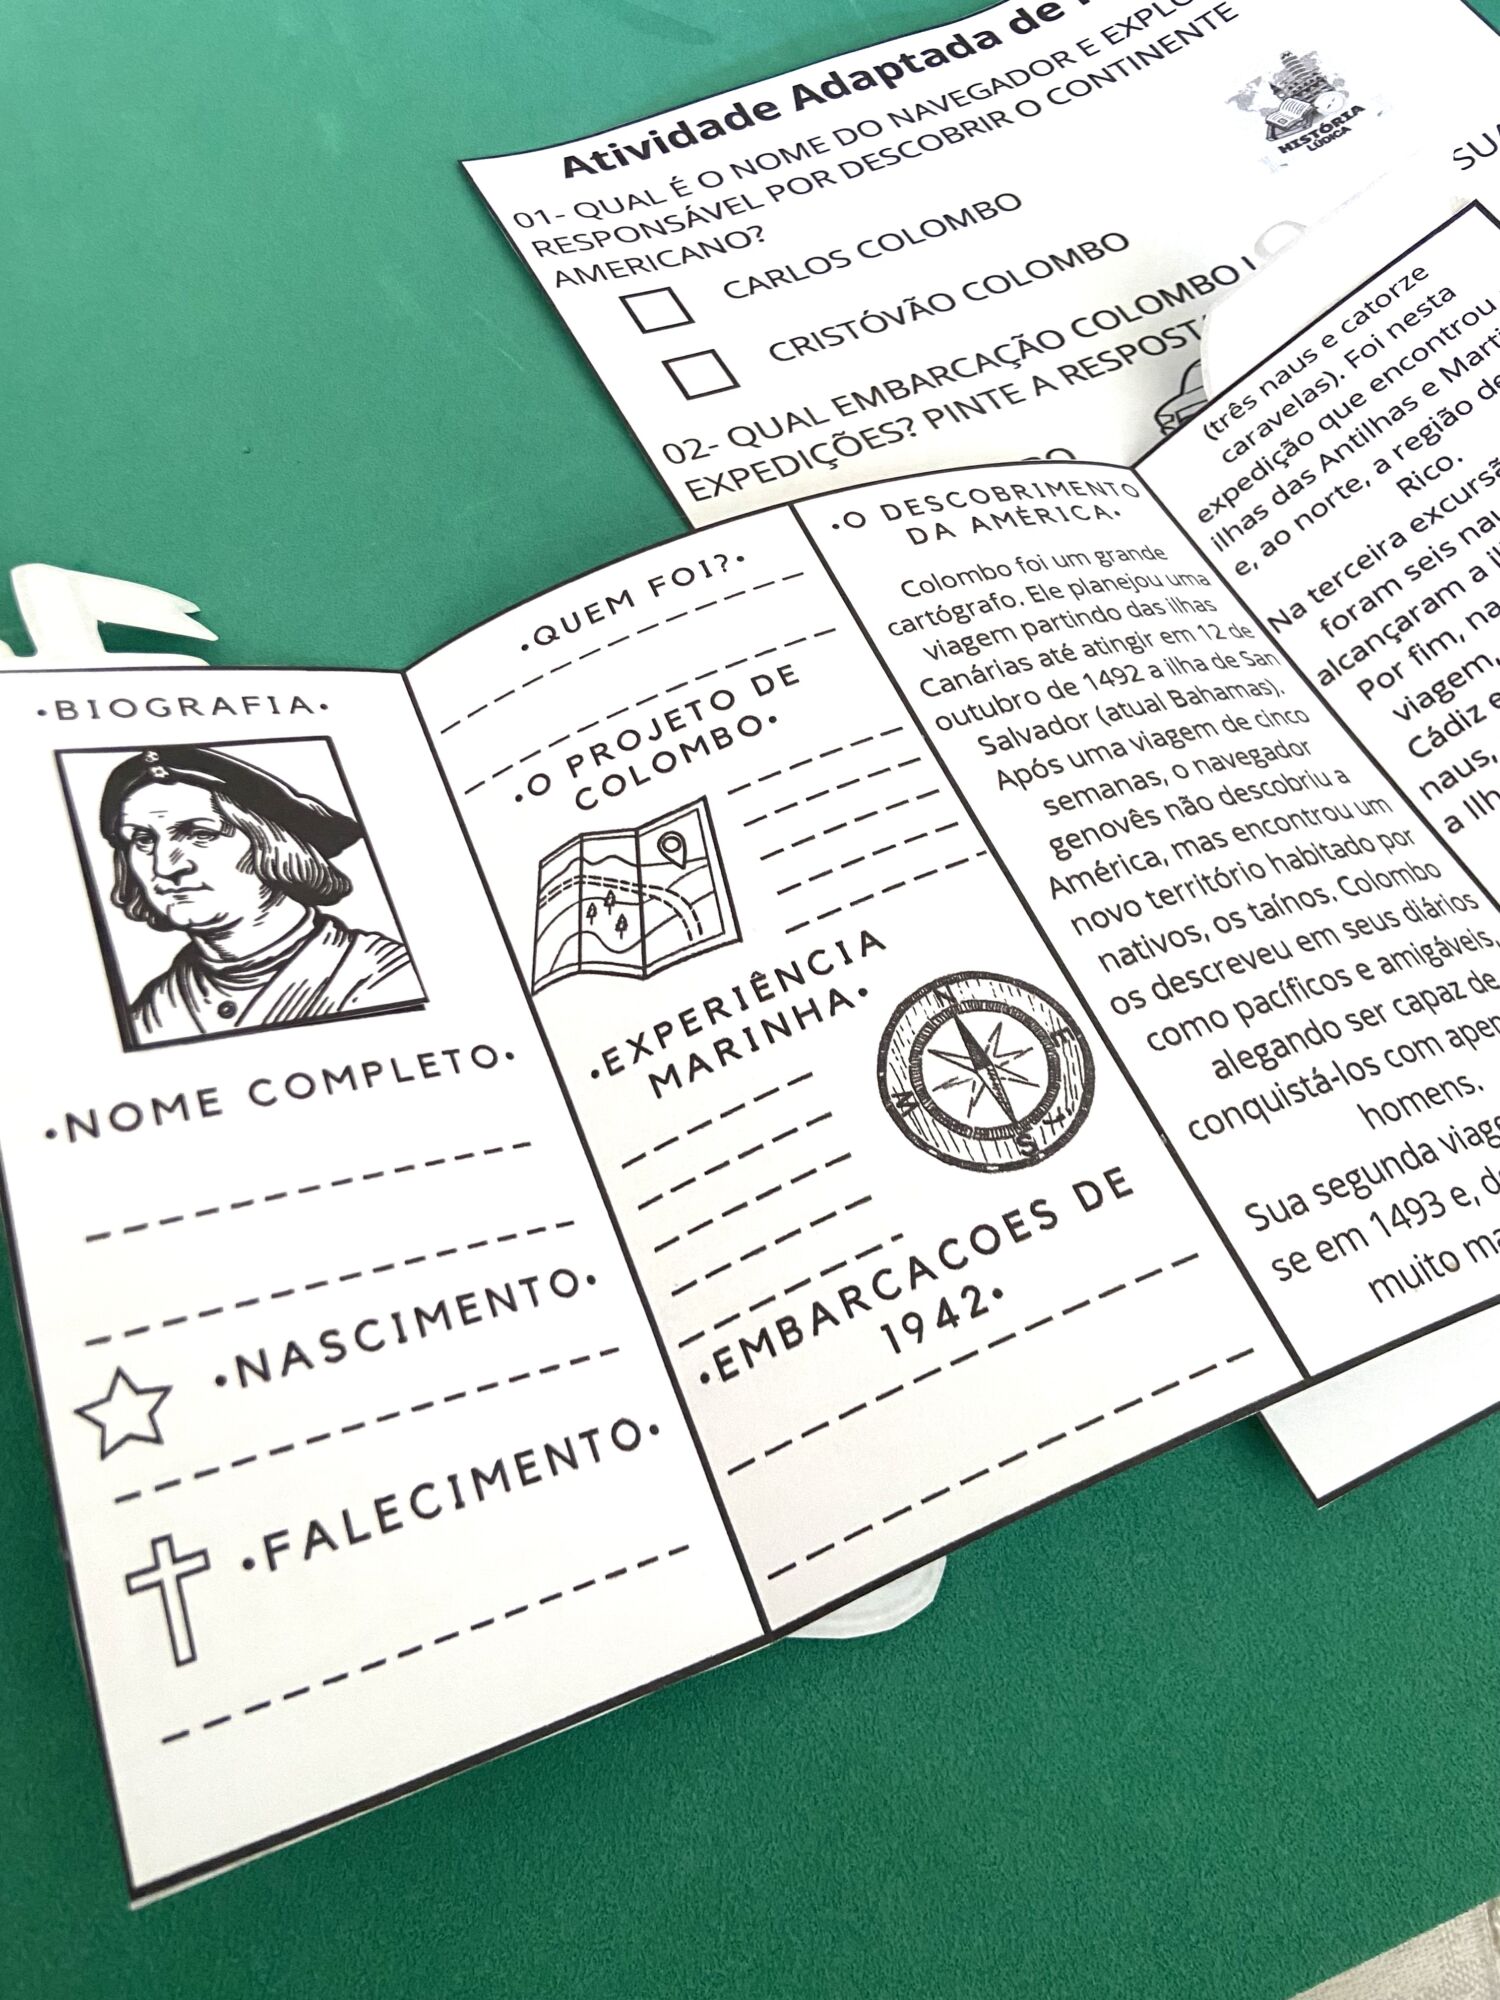 Atividade Adaptada de
01- QUAL É O NOME DO NAVEGADOR E
RESPONSÁVEL POR DESCOBRIR O CONTINENTE
AMERICANO?
CARLOS COLOMBO
CRISTÓVÃO COLOMBO
02- QUAL EMBARCAÇÃO COLOMBO
EXPEDIÇÕES? PINTE A
HISTÓRIA
LÚDICA
•BIOGRAFIA•
•NOME COMPLETO•
•NASCIMENTO•
•FALECIMENTO•
•QUEM FOI?•
•O PROJETO DE
COLOMBO•
•EXPERIÊNCIA
MARINHA•
N
E
S
•EMBARCACOES DE
1942•
•O DESCOBRIMENTO
DA AMÉRICA•
Colombo foi um grande
cartógrafo. Ele planejou uma
viagem partindo das ilhas
Canárias até atingir em 12 de
outubro de 1492 a ilha de San
Salvador (atual Bahamas).
Após uma viagem de cinco
semanas, o navegador
genovês não descobriu a
América, mas encontrou um
novo território habitado por
nativos, os taínos. Colombo
os descreveu em seus diários
como pacíficos e amigáveis,
alegando ser capaz de
conquistá-los com
homens.
Sua segunda
se em 1493 e,
muito
(três naus e catorze
caravelas). Foi nesta
expedição que encontrou
ilhas das Antilhas e
e, ao norte, a região de
Rico.
Na terceira
foram seis
alcançaram a
Por fim, na
viagem,
Cádiz e
naus,
a